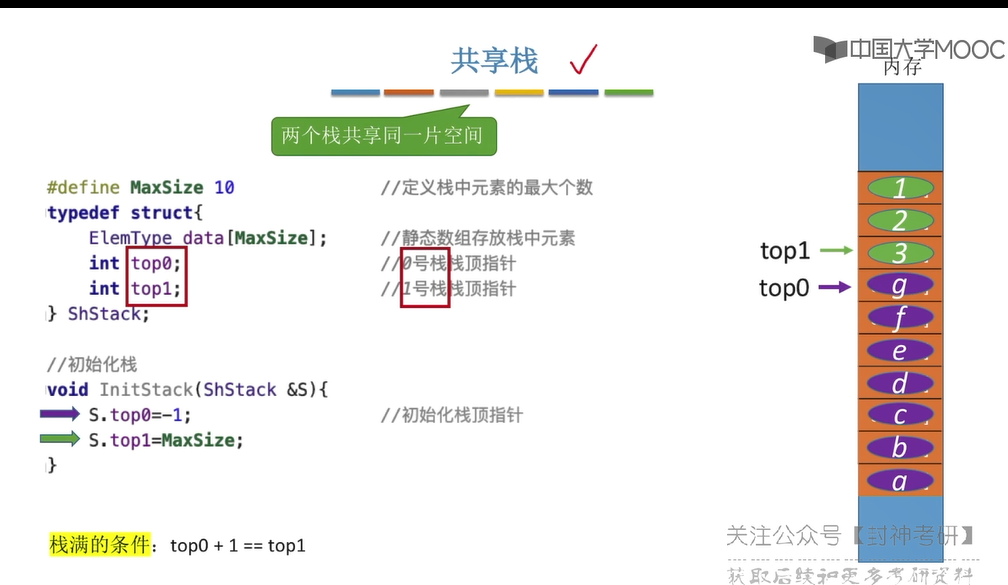 中国大学MOOC
共享栈
内存
两个栈共享同一片空间
#define MaxSize 10 //定义栈中元素的最大个数
typedef struct{
ElemType data[MaxSize]; //静态数组存放栈中元素
int top0; //0号栈栈顶指针
int top1; //1号栈栈顶指针
} ShStack;
//初始化栈
void InitStack(ShStack &S){
S.top0=-1; //初始化栈顶指针
S.top1=MaxSize;
}
栈满的条件：top0 + 1 == top1
1
2
top1 3
top0 g
f
e
d
c
b
a
关注公众号【封神考研】
获取后续和更多考研资料